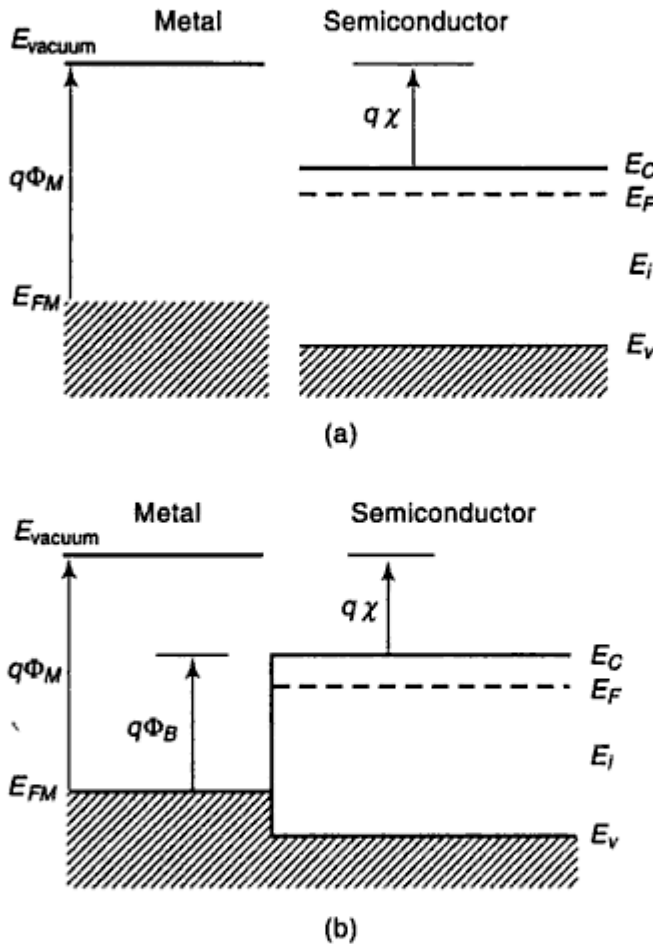 Metal Semiconductor
E_vacuum
qχ
E_C
qΦ_M
E_F
E_i
E_FM
E_v
(a)
Metal Semiconductor
E_vacuum
qχ
E_C
qΦ_M
E_F
qΦ_B
E_i
E_FM
E_v
(b)